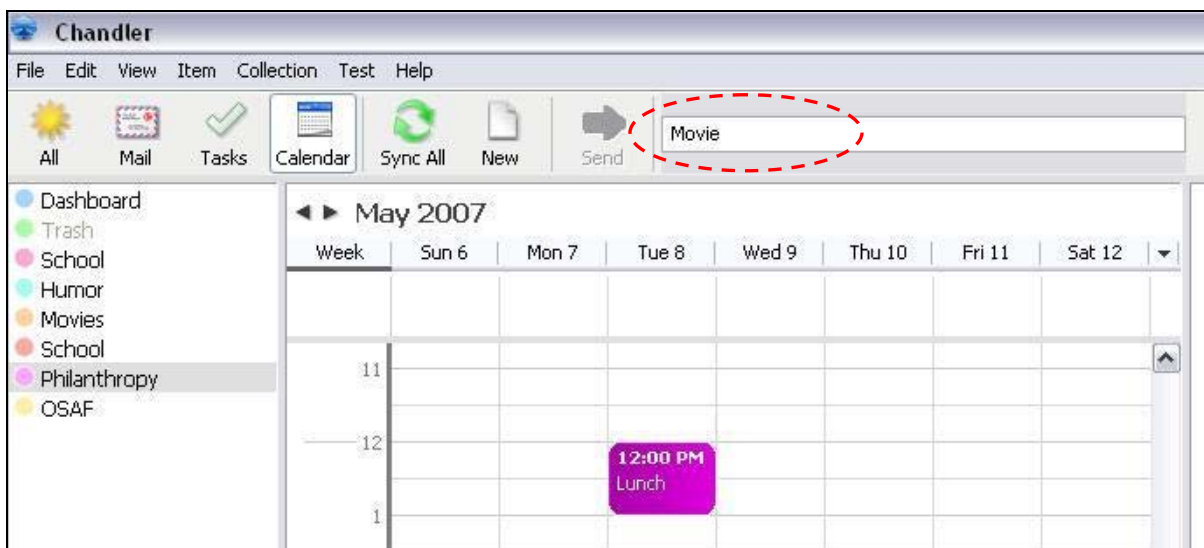 Chandler
File Edit View Item Collection Test Help
Movie
All Mail Tasks Calendar Sync All New Send
Dashboard
Trash
School
Humor
Movies
School
Philanthropy
OSAF
May 2007
Week Sun 6 Mon 7 Tue 8 Wed 9 Thu 10 Fri 11 Sat 12
11
12
12:00 PM
Lunch
1